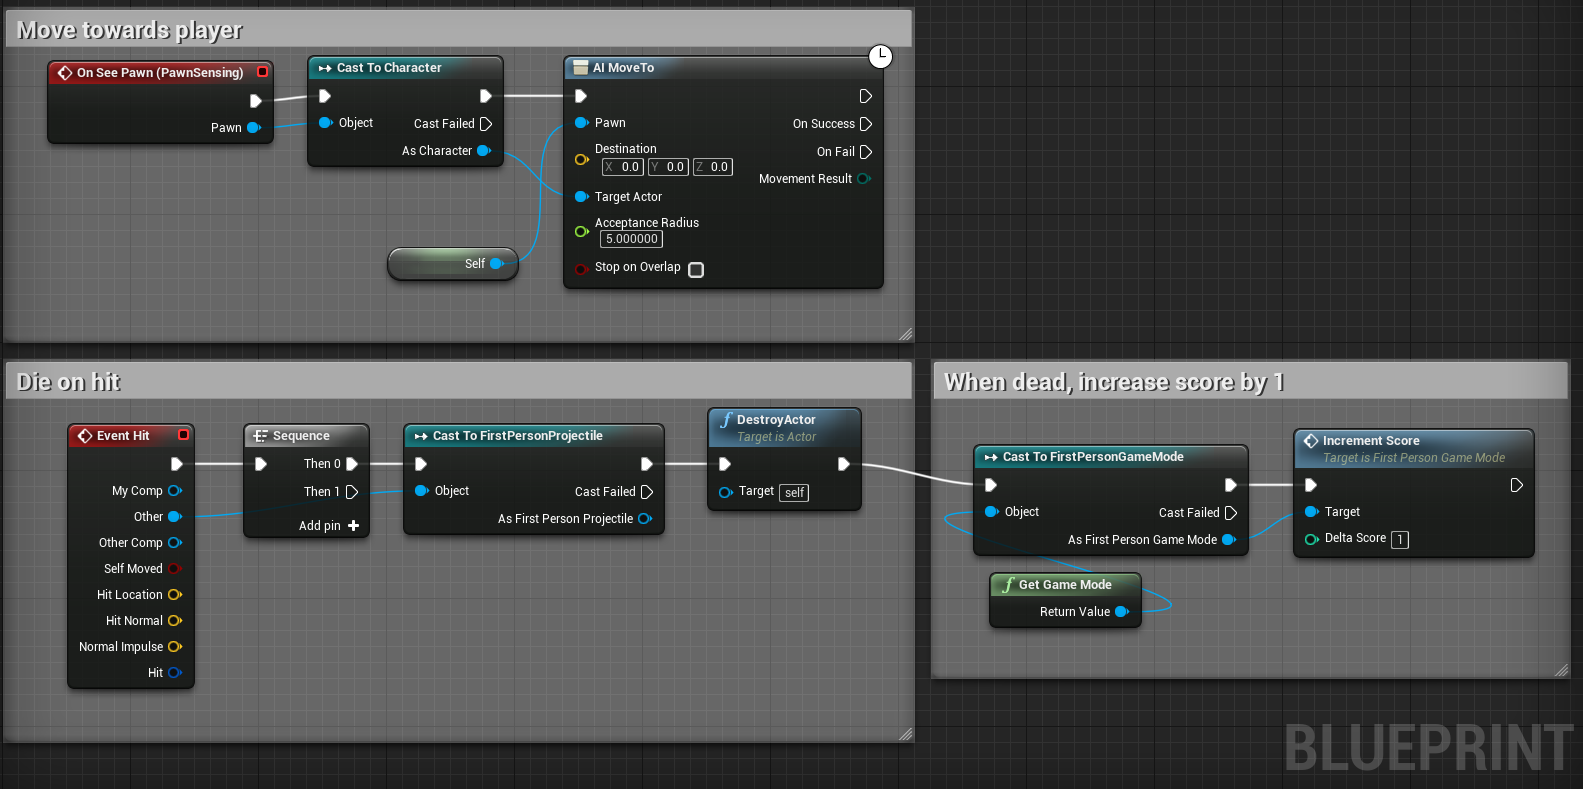 Move towards player
On See Pawn (PawnSensing)
Pawn
Cast To Character
Object
Cast Failed
As Character
Self
AI MoveTo
Pawn
On Success
Destination
X 0.0 Y 0.0 Z 0.0
On Fail
Movement Result
Target Actor
Acceptance Radius
5.000000
Stop on Overlap
Die on hit
Event Hit
My Comp
Other
Other Comp
Self Moved
Hit Location
Hit Normal
Normal Impulse
Hit
Sequence
Then 0
Then 1
Add pin +
Cast To FirstPersonProjectile
Object
Cast Failed
As First Person Projectile
f DestroyActor
Target is Actor
Target self
When dead, increase score by 1
Cast To FirstPersonGameMode
Object
Cast Failed
As First Person Game Mode
f Get Game Mode
Return Value
Increment Score
Target is First Person Game Mode
Target
Delta Score 1
BLUEPRINT